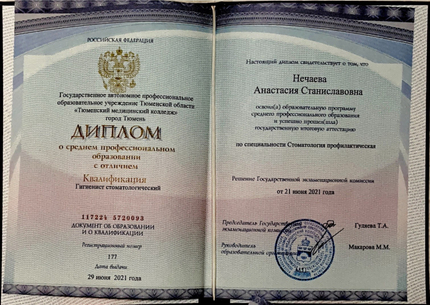 РОССИЙСКАЯ ФЕДЕРАЦИЯ
Государственное автономное профессиональное
образовательное учреждение Тюменской области
«Тюменский медицинский колледж»
город Тюмень
ДИПЛОМ
о среднем профессиональном
образовании
с отличием
Квалификация
Гигиенист стоматологический
117224 5720693
ДОКУМЕНТ ОБ ОБРАЗОВАНИИ
И О КВАЛИФИКАЦИИ
Регистрационный номер
177
Дата выдачи
29 июня 2021 года
Настоящий диплом свидетельствует о том, что
Нечаева
Анастасия Станиславовна
освоил(а) образовательную программу
среднего профессионального образования
и успешно прошел(шла)
государственную итоговую аттестацию
по специальности Стоматология профилактическая
Решение Государственной экзаменационной комиссии
от 21 июня 2021 года
Председатель Государственной
экзаменационной комиссии
Гуляева Т.А.
Руководитель
образовательной организации
Макарова М.М.